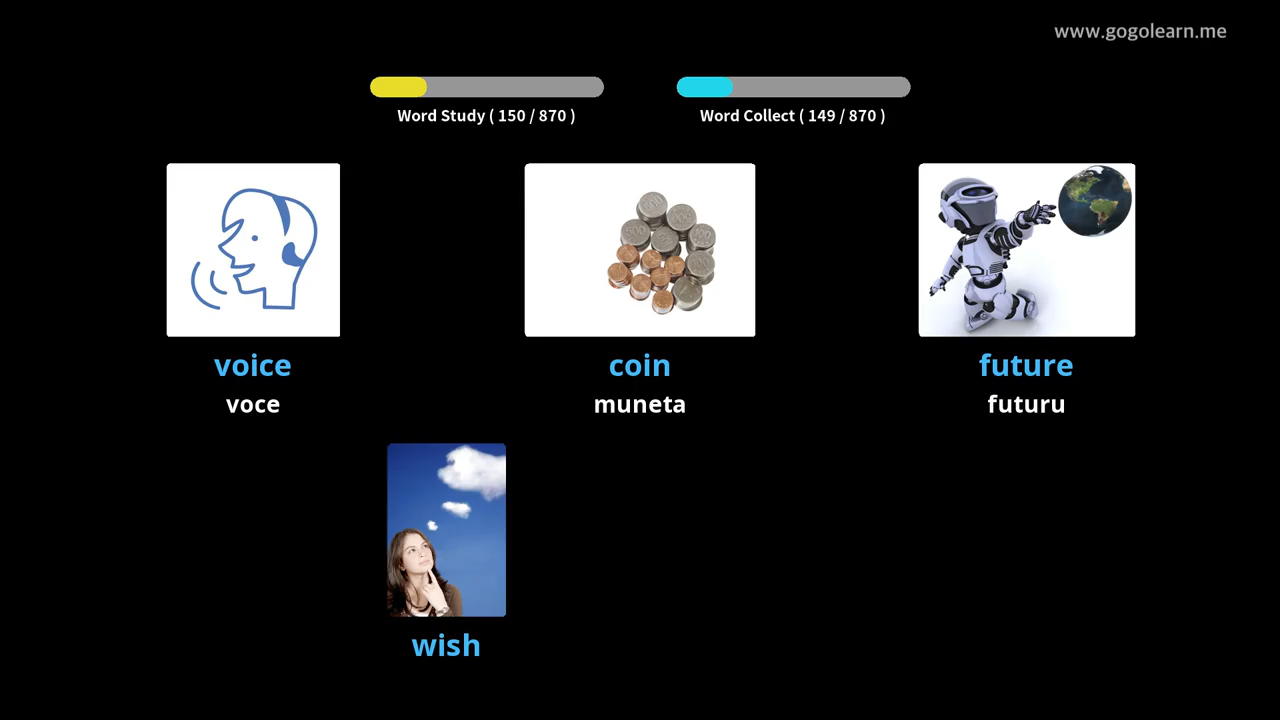 www.gogolearn.me
Word Study ( 150 / 870 )
Word Collect ( 149 / 870 )
voice
voce
coin
muneta
future
futuru
wish